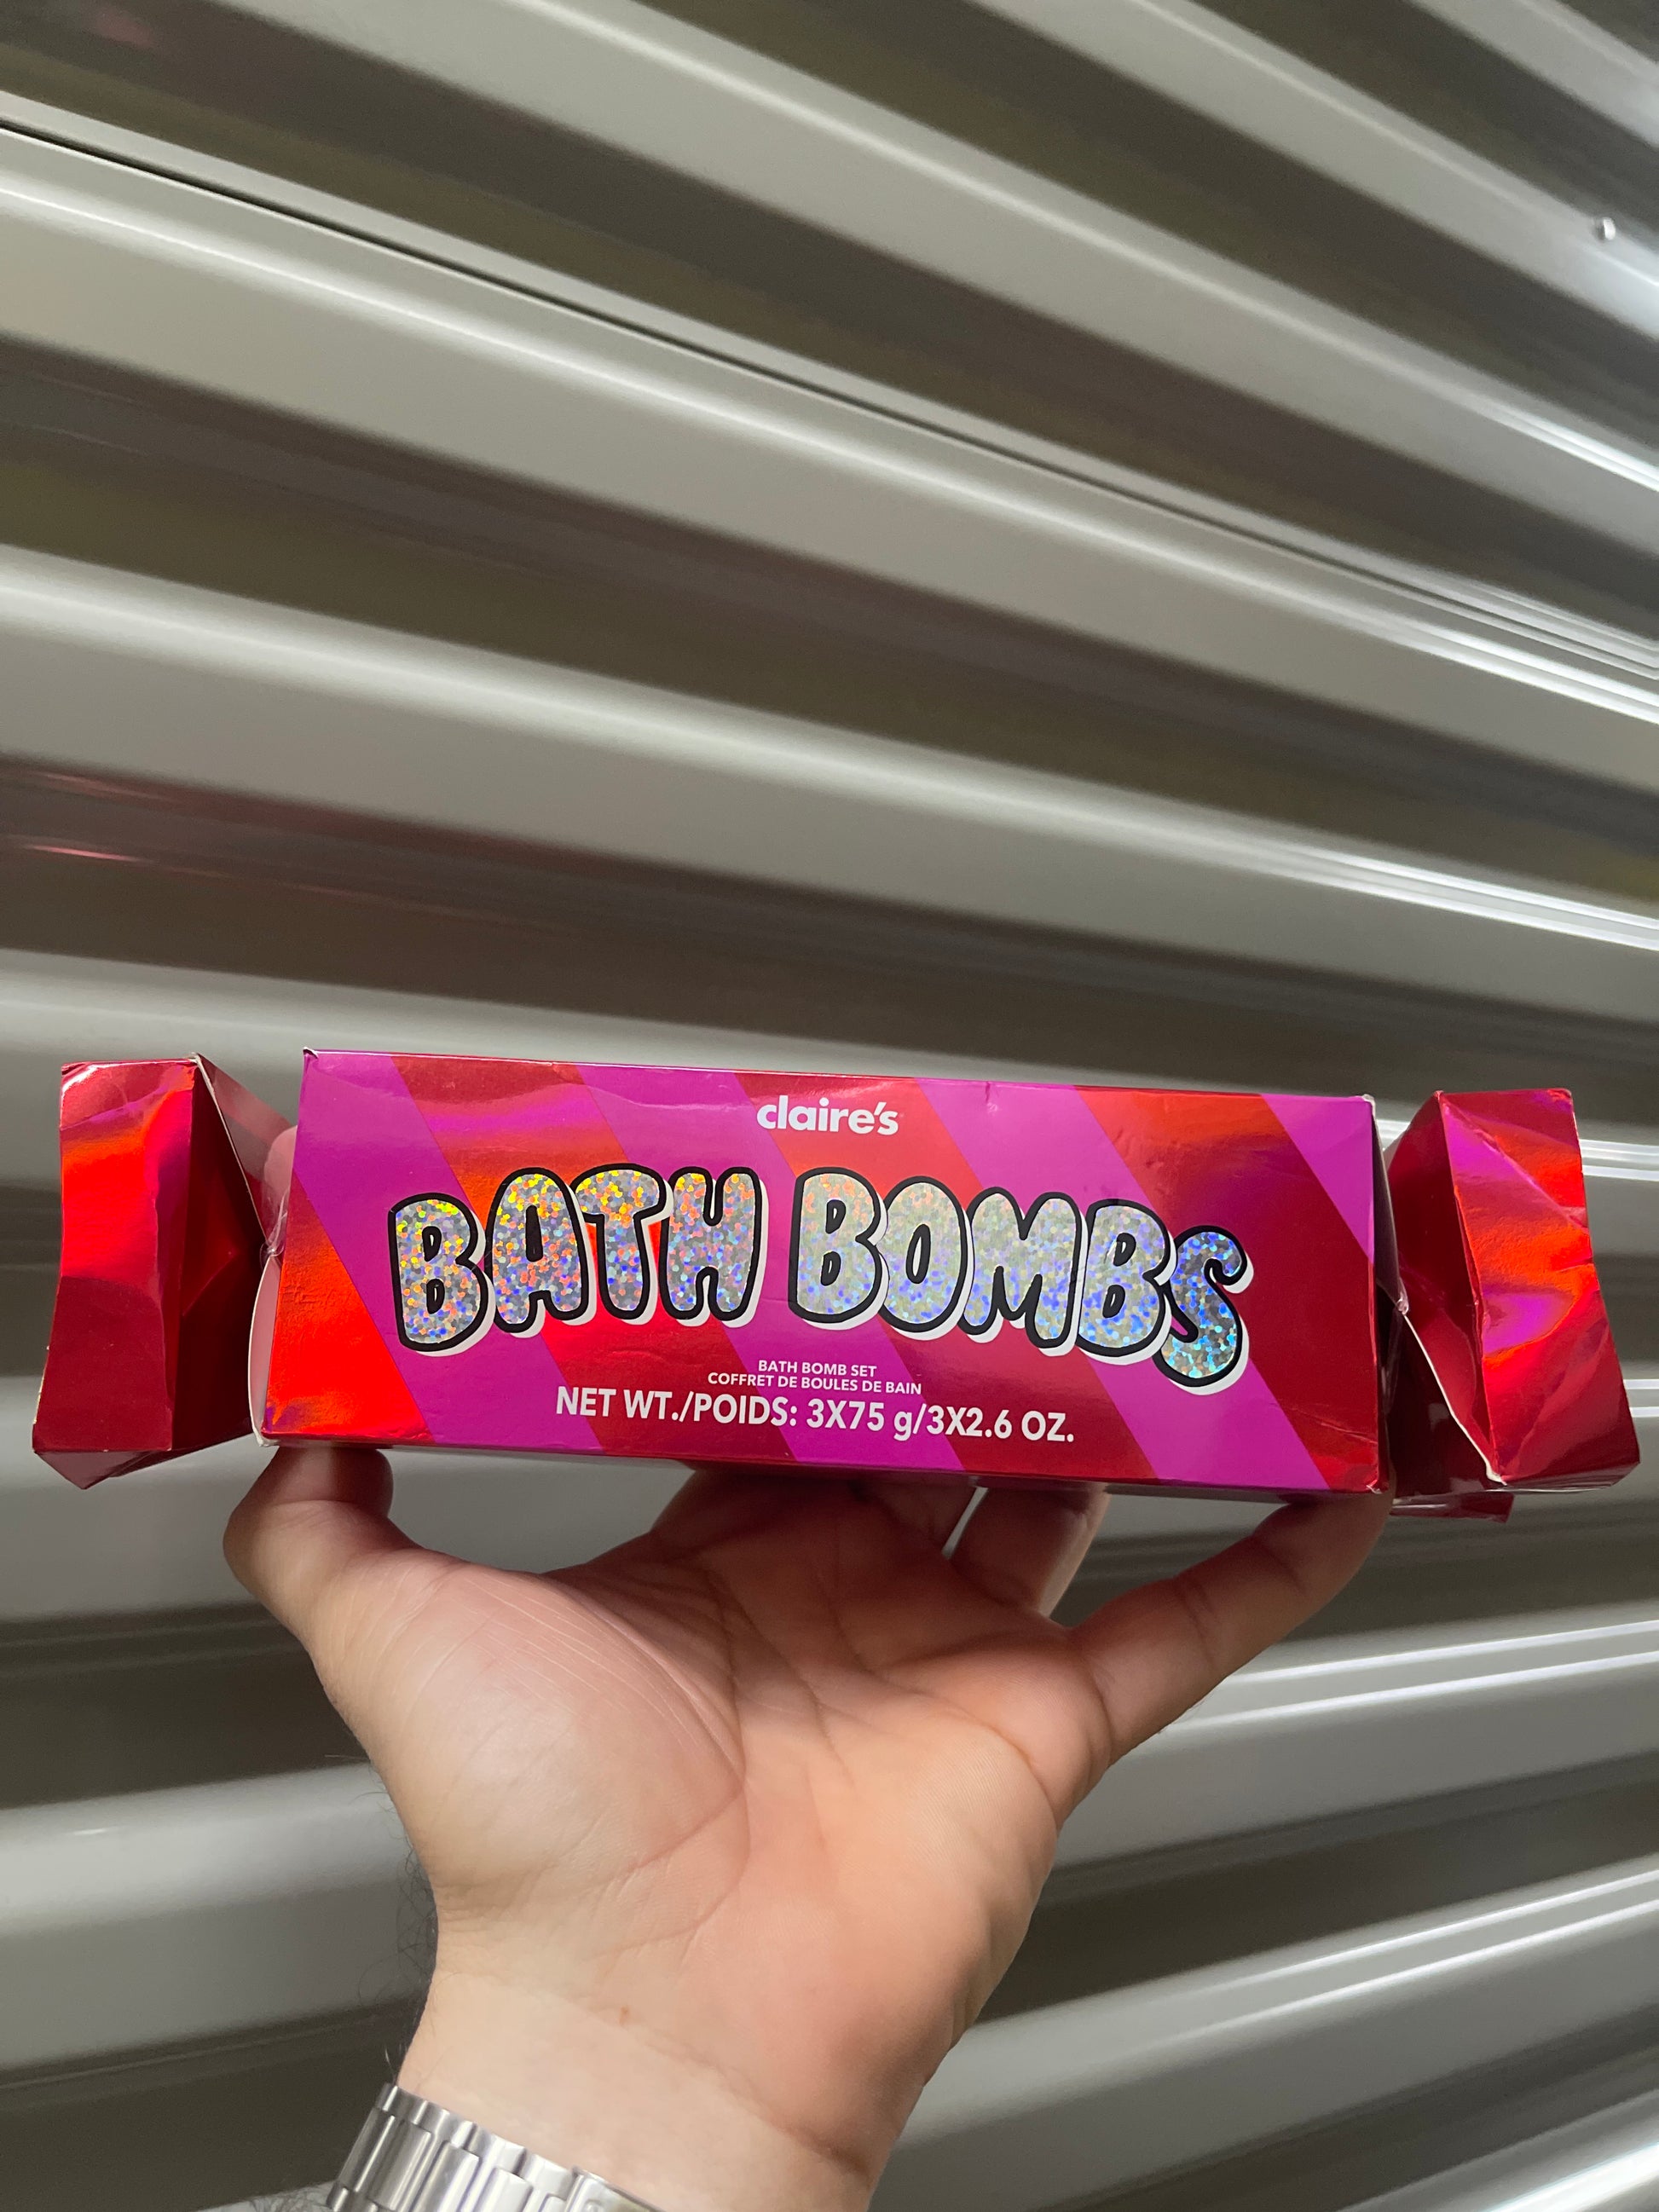 claire's
BATH BOMBS
BATH BOMB SET
COFFRET DE BOULES DE BAIN
NET WT./POIDS: 3X75 g/3X2.6 OZ.